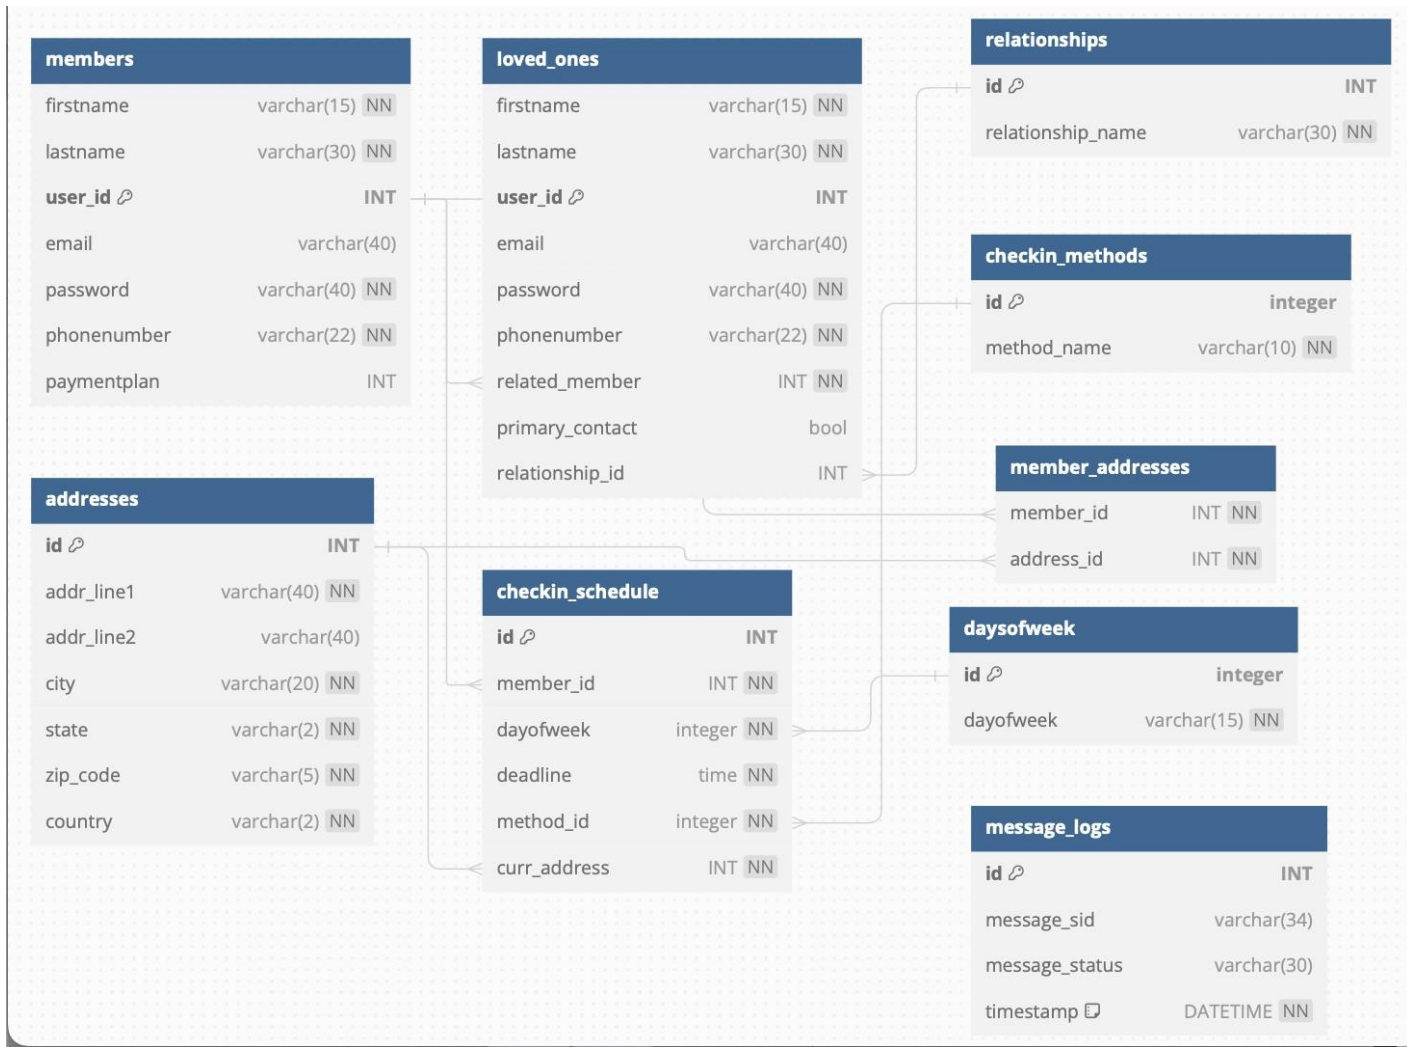 members
firstname varchar(15) NN
lastname varchar(30) NN
user_id INT
email varchar(40)
password varchar(40) NN
phonenumber varchar(22) NN
paymentplan INT
loved_ones
firstname varchar(15) NN
lastname varchar(30) NN
user_id INT
email varchar(40)
password varchar(40) NN
phonenumber varchar(22) NN
related_member INT NN
primary_contact bool
relationship_id INT
relationships
id INT
relationship_name varchar(30) NN
checkin_methods
id integer
method_name varchar(10) NN
member_addresses
member_id INT NN
address_id INT NN
addresses
id INT
addr_line1 varchar(40) NN
addr_line2 varchar(40)
city varchar(20) NN
state varchar(2) NN
zip_code varchar(5) NN
country varchar(2) NN
checkin_schedule
id INT
member_id INT NN
dayofweek integer NN
deadline time NN
method_id integer NN
curr_address INT NN
daysofweek
id integer
dayofweek varchar(15) NN
message_logs
id INT
message_sid varchar(34)
message_status varchar(30)
timestamp DATETIME NN